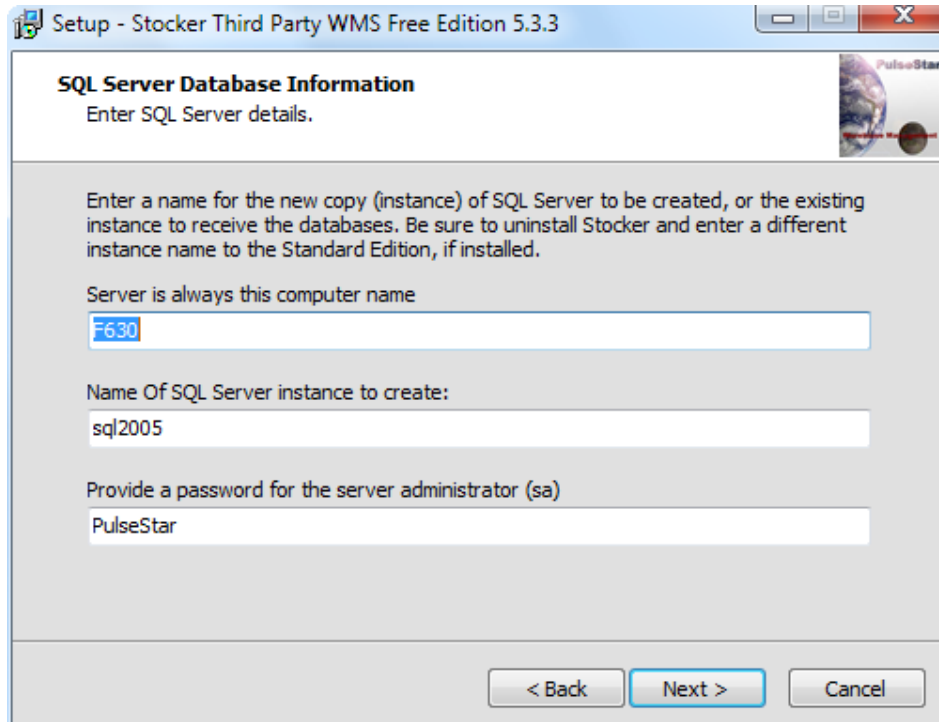 Setup - Stocker Third Party WMS Free Edition 5.3.3
SQL Server Database Information
Enter SQL Server details.
PulseStar
Enter a name for the new copy (instance) of SQL Server to be created, or the existing
instance to receive the databases. Be sure to uninstall Stocker and enter a different
instance name to the Standard Edition, if installed.
Server is always this computer name
F630
Name Of SQL Server instance to create:
sql2005
Provide a password for the server administrator (sa)
PulseStar
< Back
Next >
Cancel